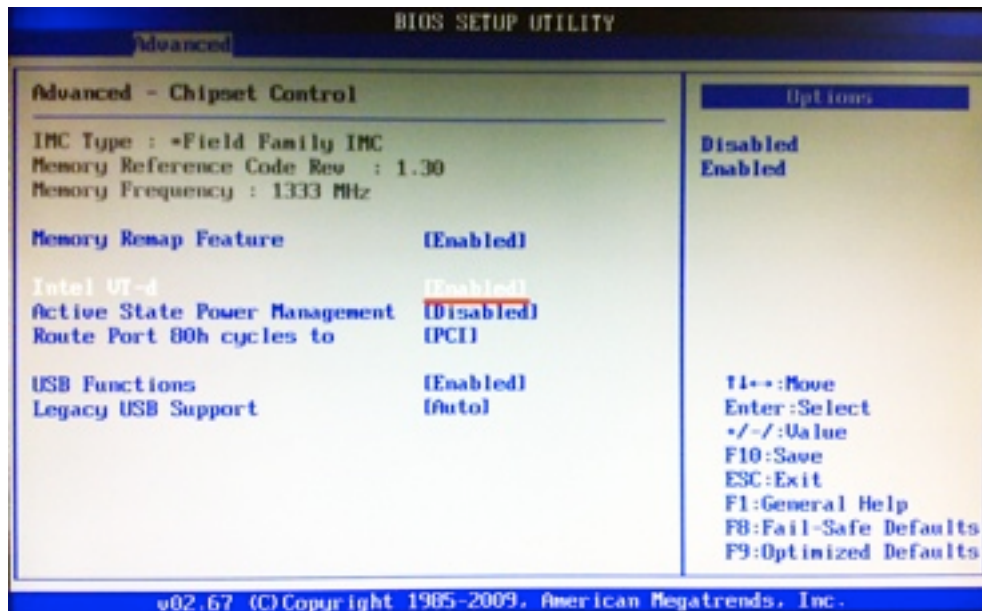 BIOS SETUP UTILITY
Advanced
Advanced - Chipset Control
IMC Type : *Field Family IMC
Memory Reference Code Rev : 1.30
Memory Frequency : 1333 MHz
Memory Remap Feature [Enabled]
Intel VT-d [Enabled]
Active State Power Management [Disabled]
Route Port 80h cycles to [PCI]
USB Functions [Enabled]
Legacy USB Support [Auto]
Options
Disabled
Enabled
↑↓←→:Move
Enter:Select
+/-/:Value
F10:Save
ESC:Exit
F1:General Help
F8:Fail-Safe Defaults
F9:Optimized Defaults
v02.67 (C)Copyright 1985-2009, American Megatrends, Inc.